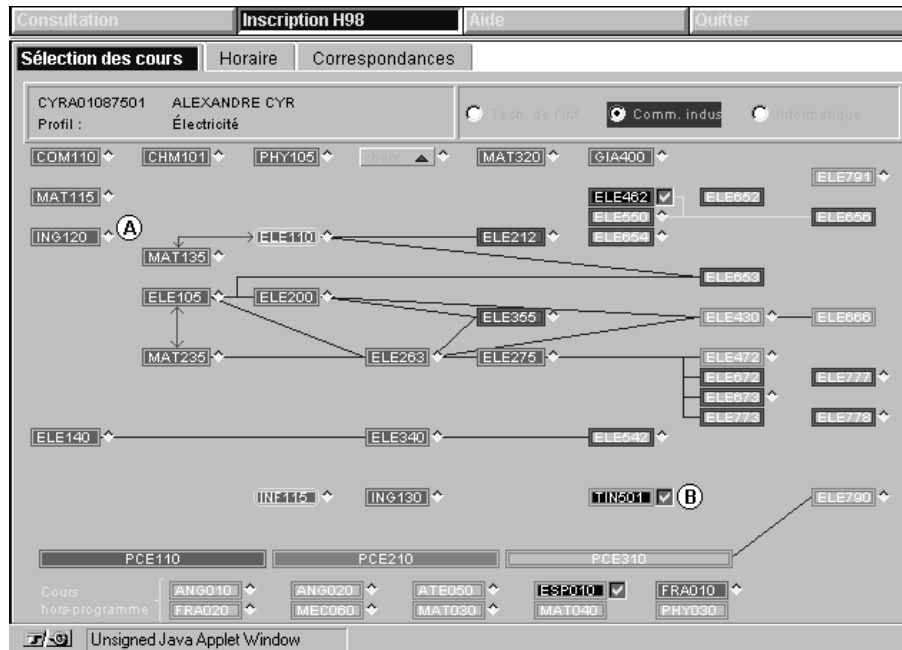 Consultation Inscription H98 Aide Quitter
Sélection des cours Horaire Correspondances
CYRA01087501 ALEXANDRE CYR
Profil : Électricité
Tech. de l'inf Comm. indus Informatique
COM110 CHM101 PHY105 choix MAT320 GIA400
ELE791
MAT115 ELE462 ELE652
ELE550 ELE656
ING120 A ELE110 ELE212 ELE654
MAT135
ELE653
ELE105 ELE200
ELE355 ELE430 ELE666
MAT235 ELE263 ELE275 ELE472
ELE672 ELE777
ELE673
ELE773 ELE778
ELE140 ELE340 ELE542
INF115 ING130 TIN501 B ELE790
PCE110 PCE210 PCE310
Cours ANG010 ANG020 ATE050 ESP010 FRA010
hors-programme FRA020 MEC060 MAT030 MAT040 PHY030
Unsigned Java Applet Window